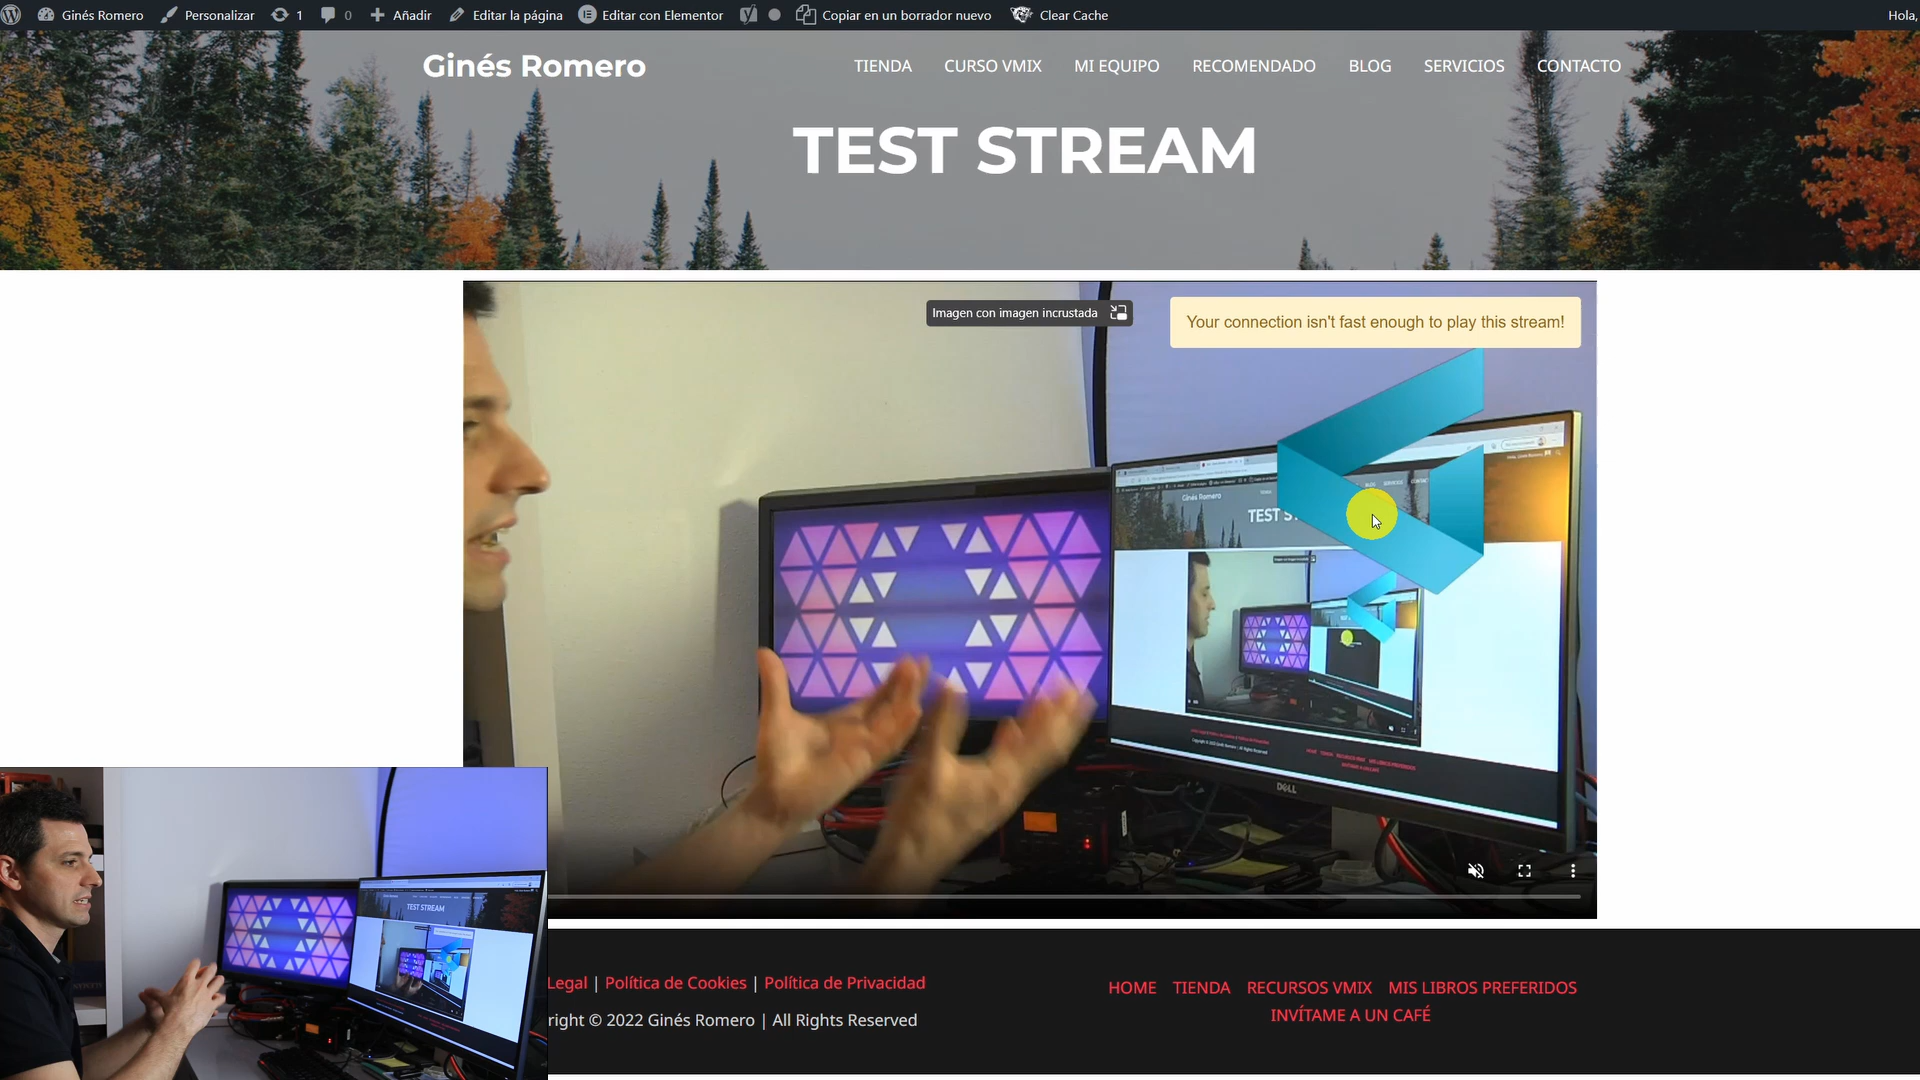 Ginés Romero
Personalizar
1
0
Añadir
Editar la página
Editar con Elementor
Copiar en un borrador nuevo
Clear Cache
Hola,
Ginés Romero
TIENDA
CURSO VMIX
MI EQUIPO
RECOMENDADO
BLOG
SERVICIOS
CONTACTO
TEST STREAM
Imagen con imagen incrustada
Your connection isn't fast enough to play this stream!
Ginés Romero
TEST S
DELL
TEST STREAM
Legal | Política de Cookies | Política de Privacidad
right © 2022 Ginés Romero | All Rights Reserved
HOME TIENDA RECURSOS VMIX MIS LIBROS PREFERIDOS
INVÍTAME A UN CAFÉ